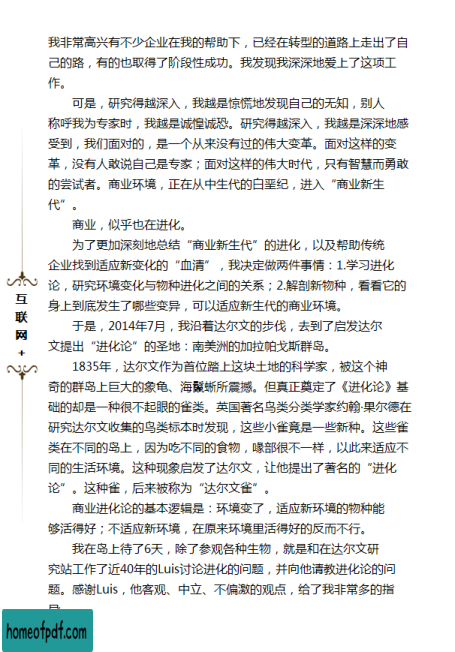 我非常高兴有不少企业在我的帮助下，已经在转型的道路上走出了自
己的路，有的也取得了阶段性成功。我发现我深深地爱上了这项工
作。
可是，研究得越深入，我越是惊慌地发现自己的无知，别人
称呼我为专家时，我越是诚惶诚恐。研究得越深入，我越是深深地感
受到，我们面对的，是一个从来没有过的伟大变革。面对这样的变
革，没有人敢说自己是专家；面对这样的伟大时代，只有智慧而勇敢
的尝试者。商业环境，正在从中生代的白垩纪，进入“商业新生
代”。
商业，似乎也在进化。
为了更加深刻地总结“商业新生代”的进化，以及帮助传统
企业找到适应新变化的“血清”，我决定做两件事情：1.学习进化
论，研究环境变化与物种进化之间的关系；2.解剖新物种，看看它的
身上到底发生了哪些变异，可以适应新生代的商业环境。
于是，2014年7月，我沿着达尔文的步伐，去到了启发达尔
文提出“进化论”的圣地：南美洲的加拉帕戈斯群岛。
1835年，达尔文作为首位踏上这块土地的科学家，被这个神
奇的群岛上巨大的象龟、海鬣蜥所震撼。但真正奠定了《进化论》基
础的却是一种很不起眼的雀类。英国著名鸟类分类学家约翰·果尔德在
研究达尔文收集的鸟类标本时发现，这些小雀竟是一些新种。这些雀
类在不同的岛上，因为吃不同的食物，喙部很不一样，以此来适应不
同的生活环境。这种现象启发了达尔文，让他提出了著名的“进化
论”。这种雀，后来被称为“达尔文雀”。
商业进化论的基本逻辑是：环境变了，适应新环境的物种能
够活得好；不适应新环境，在原来环境里活得好的反而不行。
我在岛上待了6天，除了参观各种生物，就是和在达尔文研
究站工作了近40年的Luis讨论进化的问题，并向他请教进化论的问
题。感谢Luis，他客观、中立、不偏激的观点，给了我非常多的指
互
联
网
+
homeofpdf.com